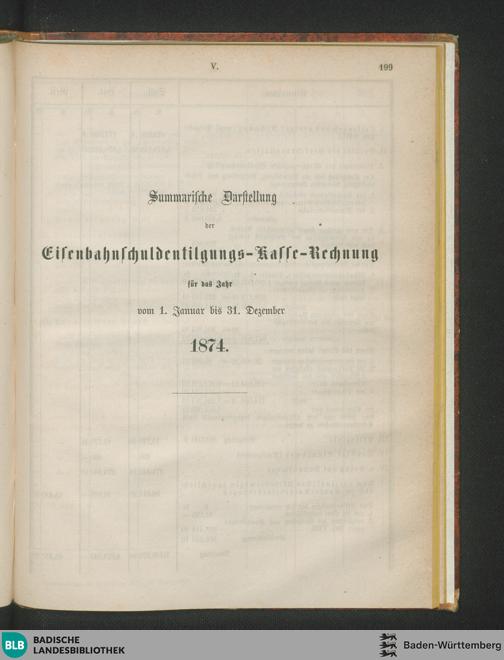 V.
199
Summarische Darstellung
der
Eisenbahnschuldentilgungs-Kasse-Rechnung
für das Jahr
vom 1. Januar bis 31. Dezember
1874.
BLB
BADISCHE
LANDESBIBLIOTHEK
Baden-Württemberg